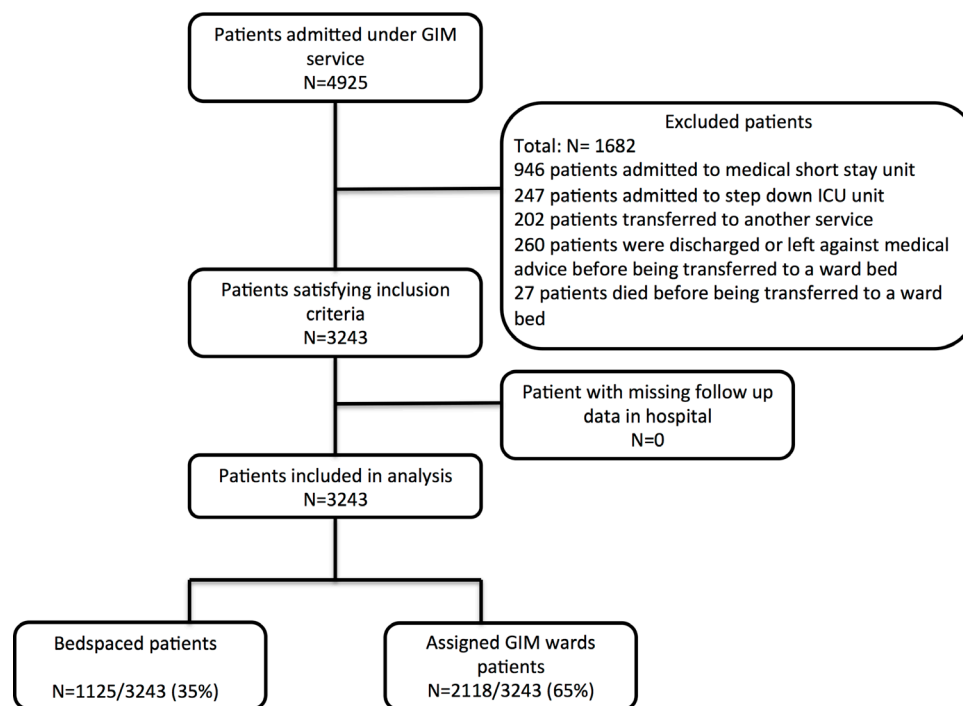 Patients admitted under GIM
service
N=4925
Excluded patients
Total: N= 1682
946 patients admitted to medical short stay unit
247 patients admitted to step down ICU unit
202 patients transferred to another service
260 patients were discharged or left against medical
advice before being transferred to a ward bed
27 patients died before being transferred to a ward
bed
Patients satisfying inclusion
criteria
N=3243
Patient with missing follow up
data in hospital
N=0
Patients included in analysis
N=3243
Bedspaced patients
N=1125/3243 (35%)
Assigned GIM wards
patients
N=2118/3243 (65%)